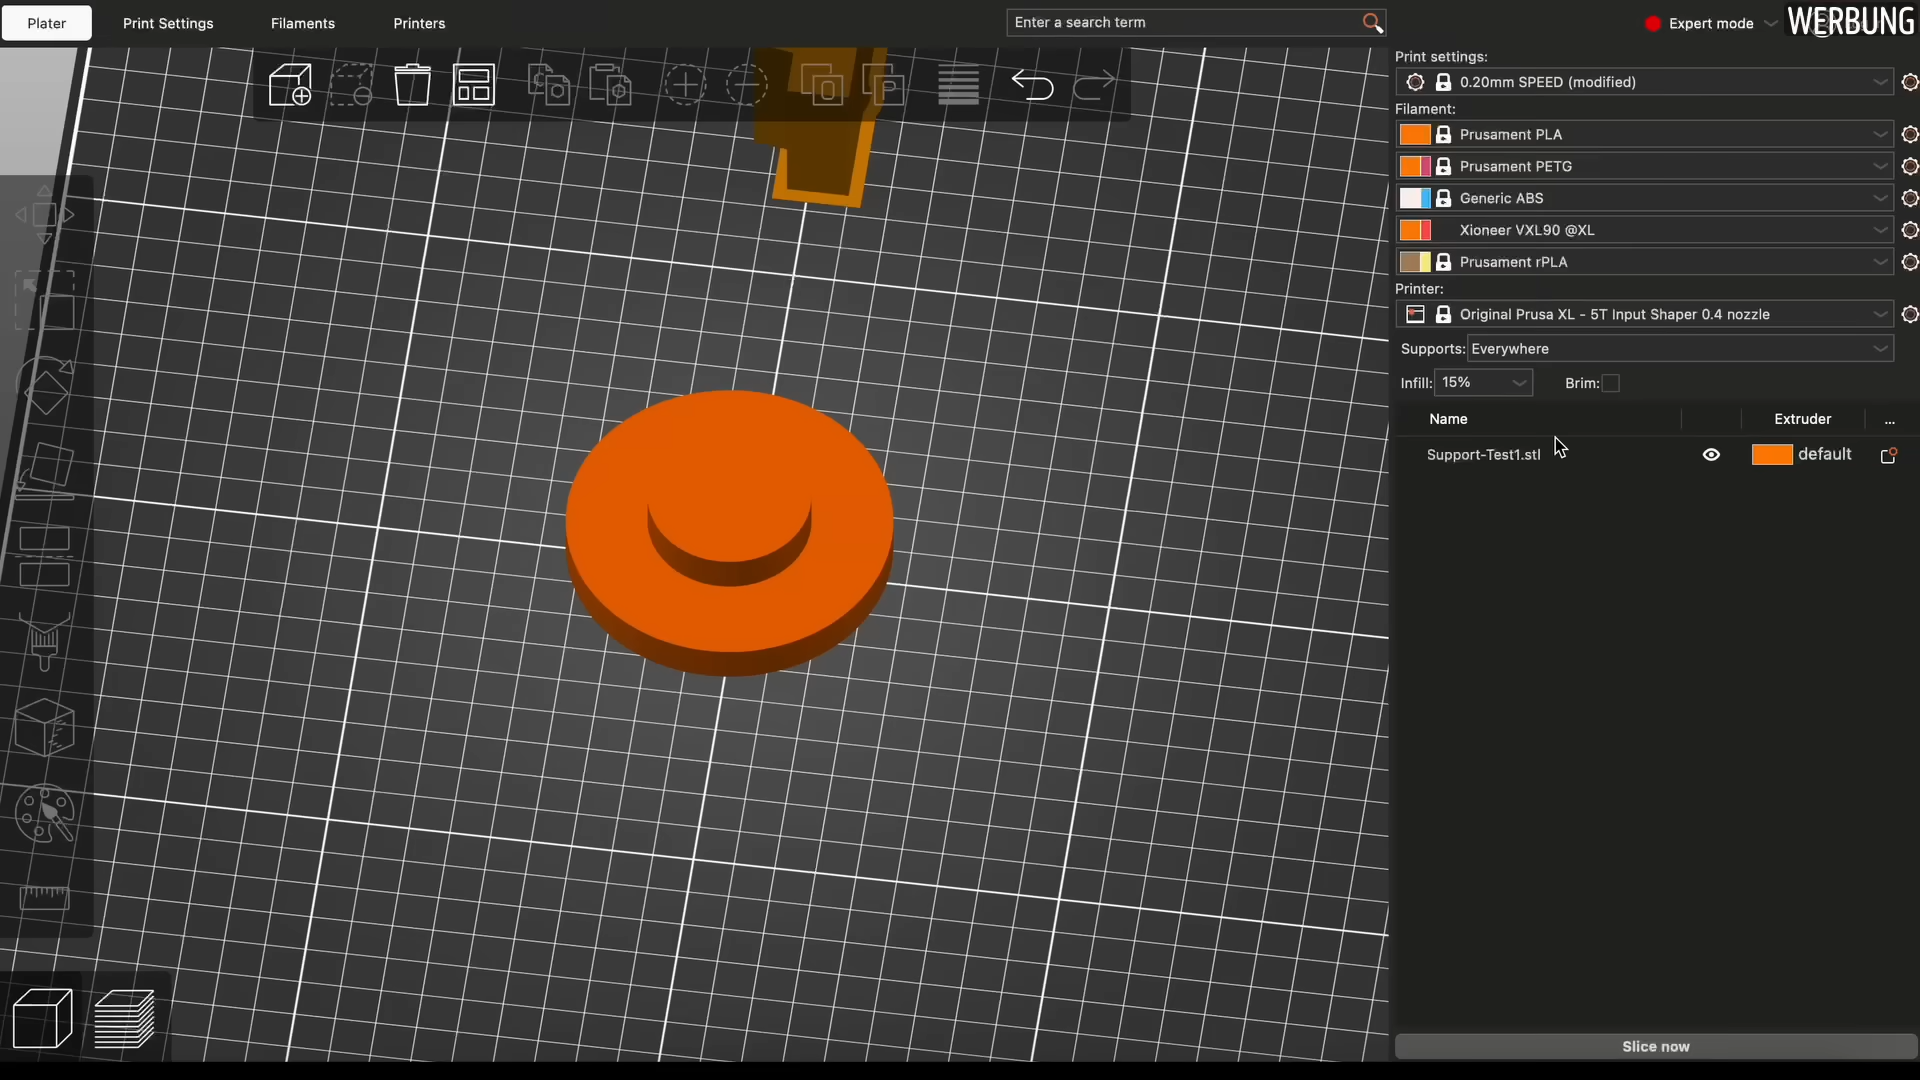 Plater
Print Settings
Filaments
Printers
Enter a search term
Expert mode
WERBUNG
Print settings:
0.20mm SPEED (modified)
Filament:
Prusament PLA
Prusament PETG
Generic ABS
Xioneer VXL90 @XL
Prusament rPLA
Printer:
Original Prusa XL - 5T Input Shaper 0.4 nozzle
Supports: Everywhere
Infill: 15% Brim:
Name Extruder ...
Support-Test1.stl default
Slice now